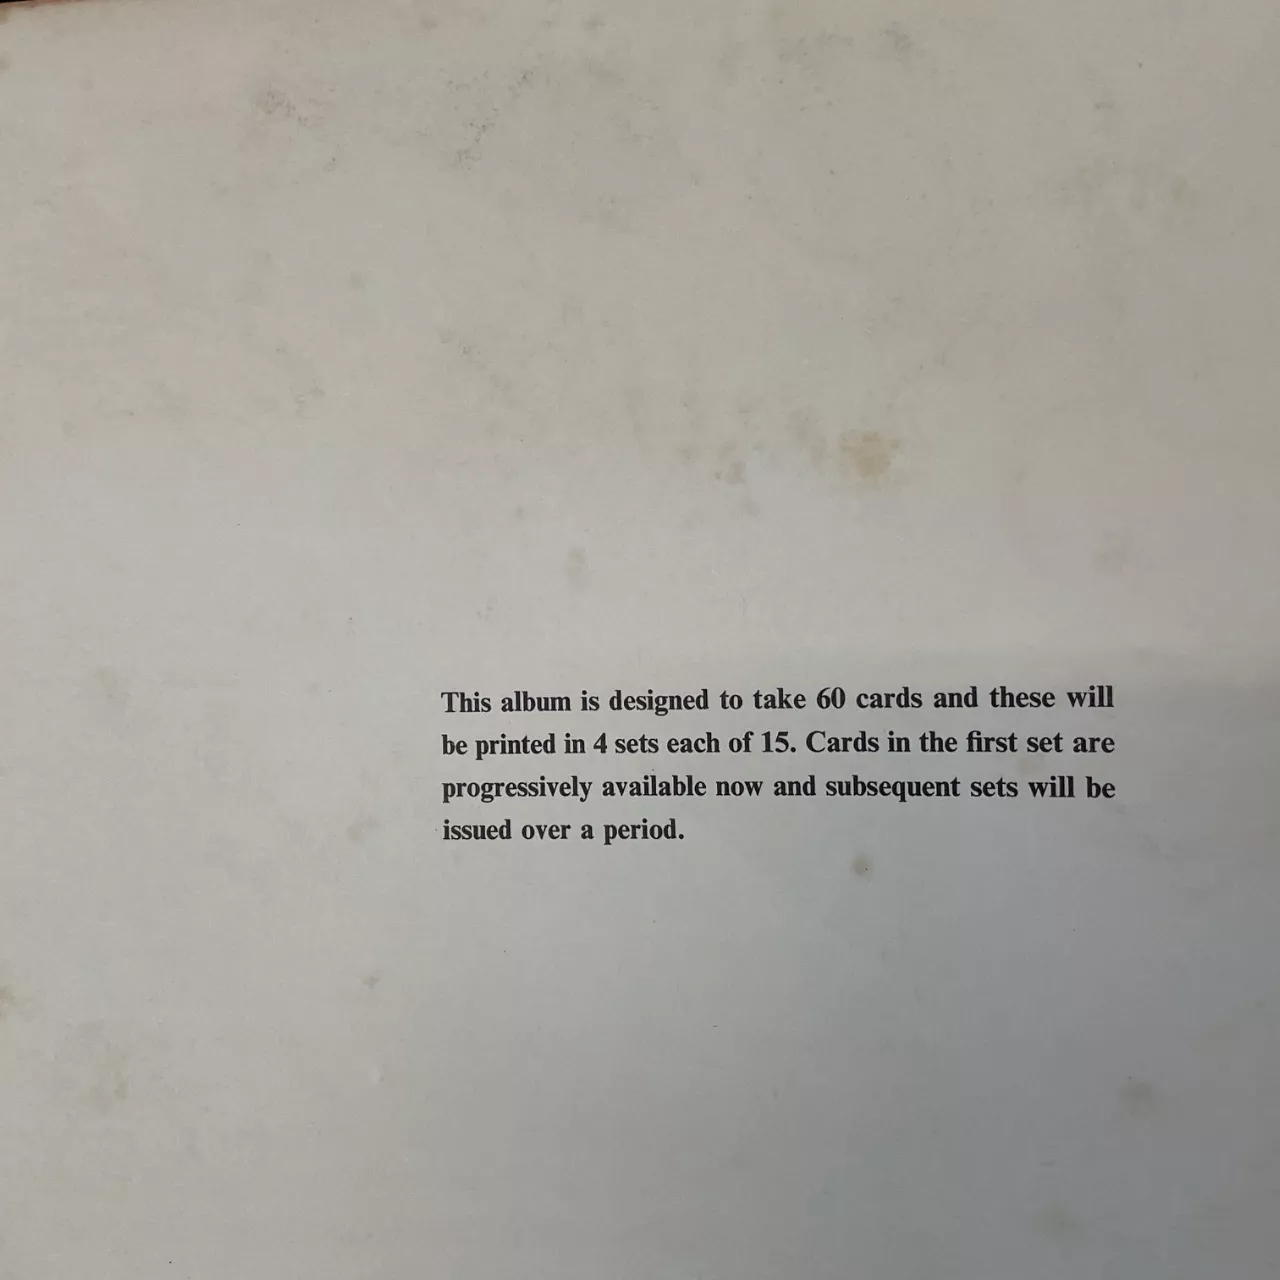 This album is designed to take 60 cards and these will
be printed in 4 sets each of 15. Cards in the first set are
progressively available now and subsequent sets will be
issued over a period.